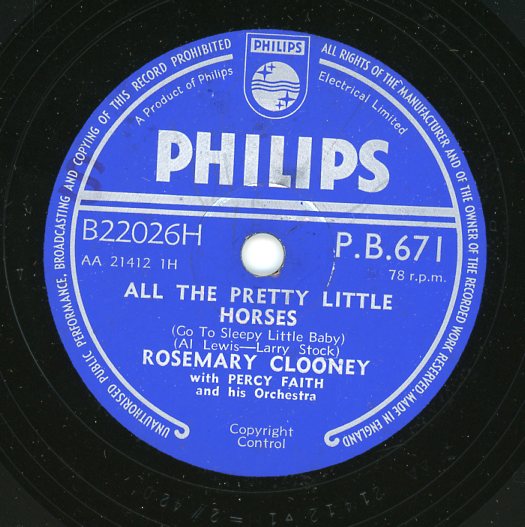 UNAUTHORISED PUBLIC PERFORMANCE, BROADCASTING AND COPYING OF THIS RECORD PROHIBITED
ALL RIGHTS OF THE MANUFACTURER AND OF THE OWNER OF THE RECORDED WORK RESERVED. MADE IN ENGLAND
PHILIPS
A Product of Philips Electrical Limited
PHILIPS
B22026H
P.B.671
AA 21412 1H
78 r.p.m.
ALL THE PRETTY LITTLE
HORSES
(Go To Sleepy Little Baby)
(Al Lewis—Larry Stock)
ROSEMARY CLOONEY
with PERCY FAITH
and his Orchestra
Copyright
Control